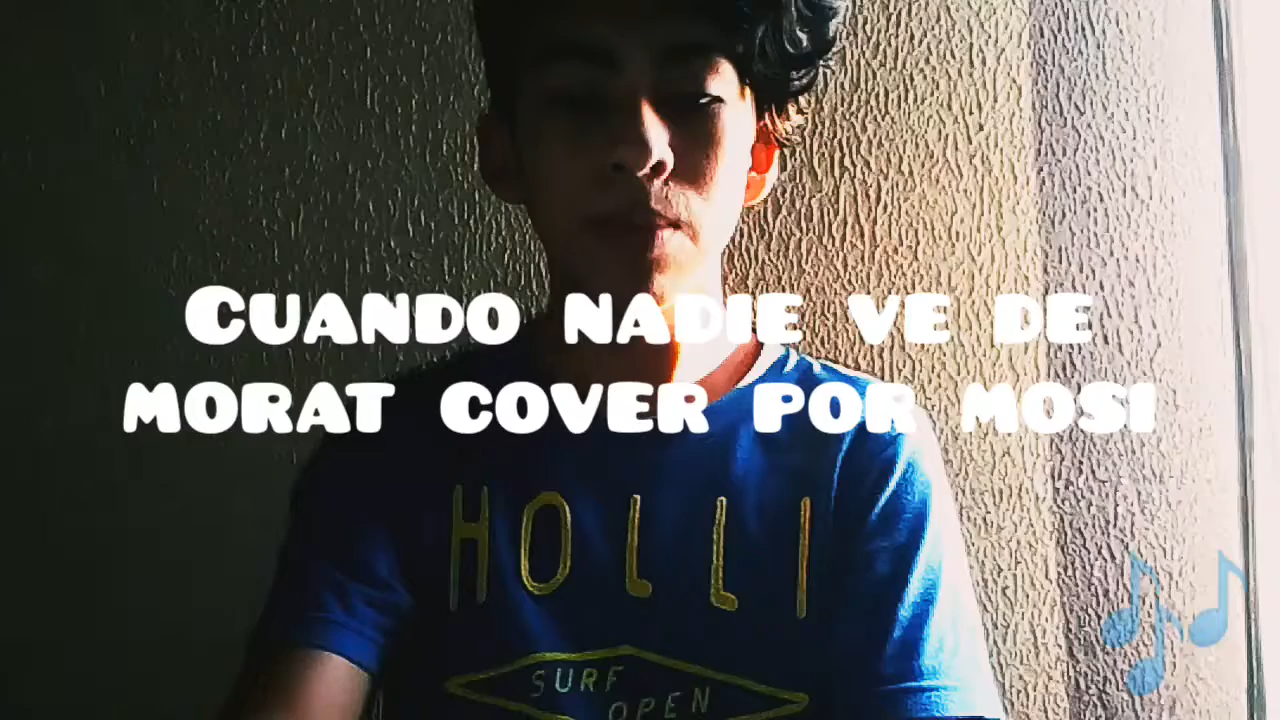 Cuando nadie ve de
morat cover por mosi
HOLLI
SURF
OPEN